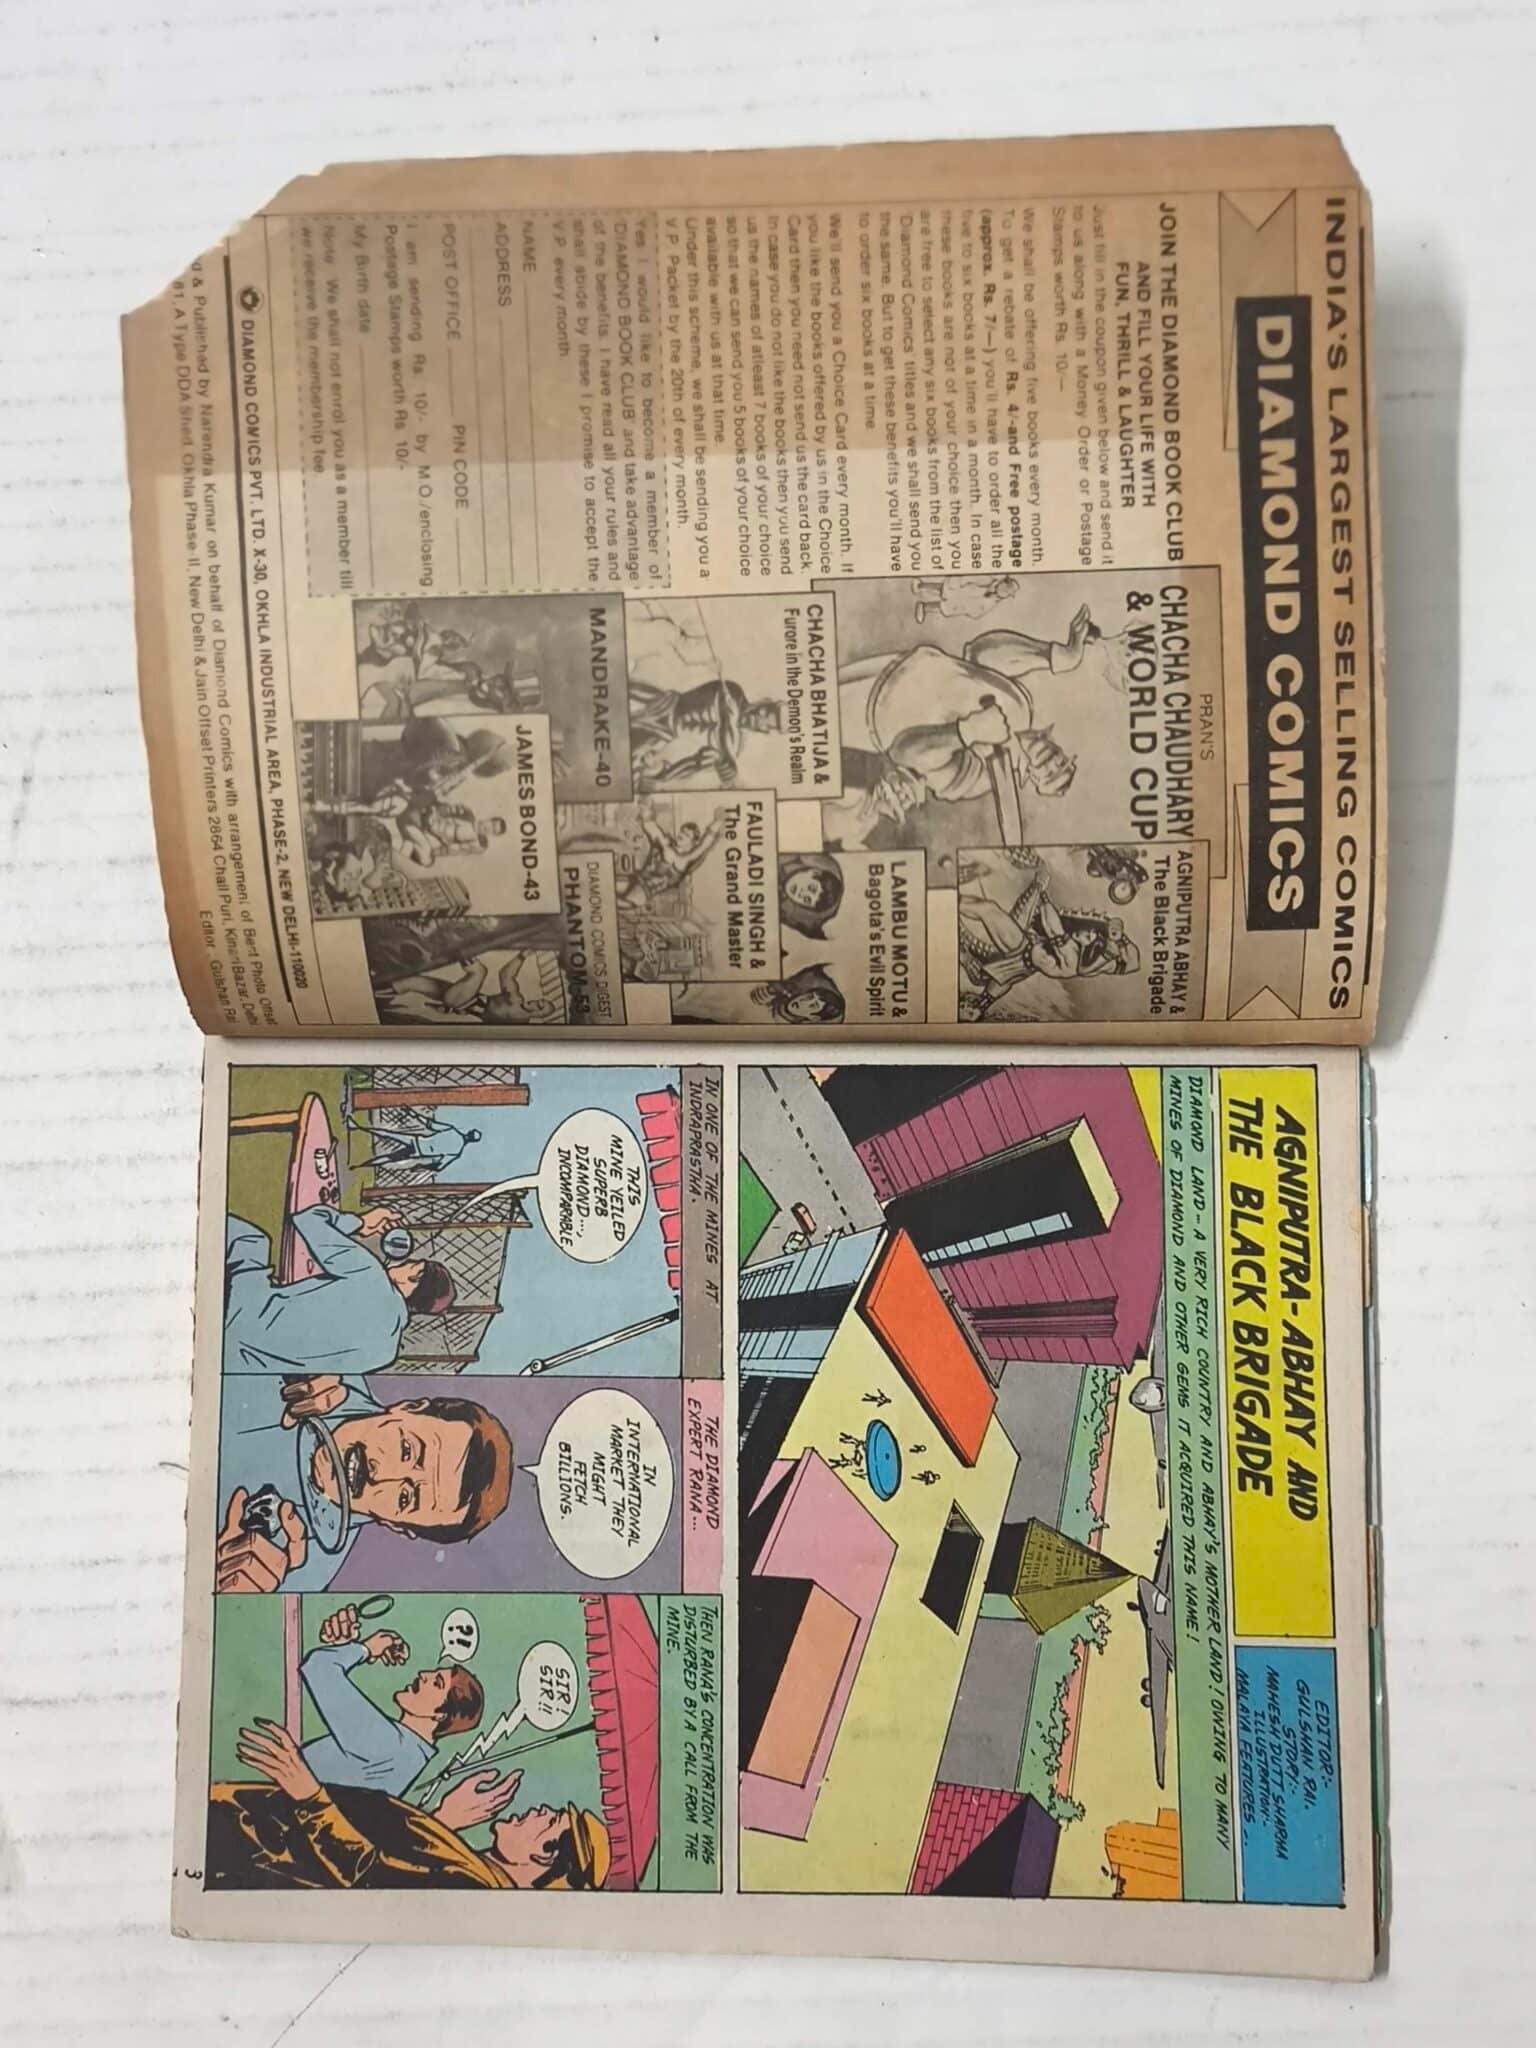 INDIA'S LARGEST SELLING COMICS
DIAMOND COMICS
JOIN THE DIAMOND BOOK CLUB
AND FILL YOUR LIFE WITH
FUN, THRILL & LAUGHTER
Just fill in the coupon given below and send it
to us along with a Money Order or Postage
Stamps worth Rs. 10/—
We shall be offering five books every month.
To get a rebate of Rs. 4/-and Free postage
(approx. Rs. 7/—) you'll have to order all the
five to six books at a time in a month. In case
these books are not of your choice then you
are free to select any six books from the list of
'Diamond Comics' titles and we shall send you
the same. But to get these benefits you'll have
to order six books at a time.
We'll send you a Choice Card every month. If
you like the books offered by us in the Choice
Card then you need not send us the card back.
In case you do not like the books then you send
us the names of atleast 7 books of your choice
so that we can send you 5 books of your choice
available with us at that time.
Under this scheme, we shall be sending you a
V.P. Packet by the 20th of every month.
Yes I would like to become a member of
'DIAMOND BOOK CLUB' and take advantage
of the benefits. I have read all your rules and
shall abide by these I promise to accept the
V.P. every month.
NAME
ADDRESS
POST OFFICE PIN CODE
I am sending Rs. 10/- by M.O./enclosing
Postage Stamps worth Rs. 10/-
My Birth date
Note: We shall not enrol you as a member till
we receive the membership fee.
PRAN'S
CHACHA CHAUDHARY
& WORLD CUP
AGNIPUTRA ABHAY &
The Black Brigade
CHACHA BHATIJA &
Furore in the Demon's Realm
LAMBU MOTU &
Bagota's Evil Spirit
FAULADI SINGH &
The Grand Master
MANDRAKE-40
DIAMOND COMICS DIGEST
PHANTOM-53
JAMES BOND-43
DIAMOND COMICS PVT. LTD. X-30, OKHLA INDUSTRIAL AREA, PHASE-2, NEW DELHI-110020
& Published by Narendra Kumar on behalf of Diamond Comics with arrangement of Bent Photo Offset
81, A Type DDA Shed, Okhla Phase II, New Delhi & Jain Offset Printers 2864 Chail Puri, Kinari Bazar, Delhi
Editor : Gulshan Rai
AGNIPUTRA-ABHAY AND
THE BLACK BRIGADE
EDITOR:-
GULSHAN RAI.
STORY:-
MAHESH DUTT SHARMA
ILLUSTRATION:-
MALAYA FEATURES...
DIAMOND LAND - A VERY RICH COUNTRY AND ABHAY'S MOTHER LAND! OWING TO MANY
MINES OF DIAMOND AND OTHER GEMS IT ACQUIRED THIS NAME!
IN ONE OF THE MINES AT
INDRAPRASTHA.
THIS
MINE YEILED
SUPERB
DIAMOND...,
INCOMPARABLE.
THE DIAMOND
EXPERT RANA...
IN
INTERNATIONAL
MARKET THEY
MIGHT
FETCH
BILLIONS.
THEN RANA'S CONCENTRATION WAS
DISTURBED BY A CALL FROM THE
MINE.
SIR!
SIR!!
?!
3